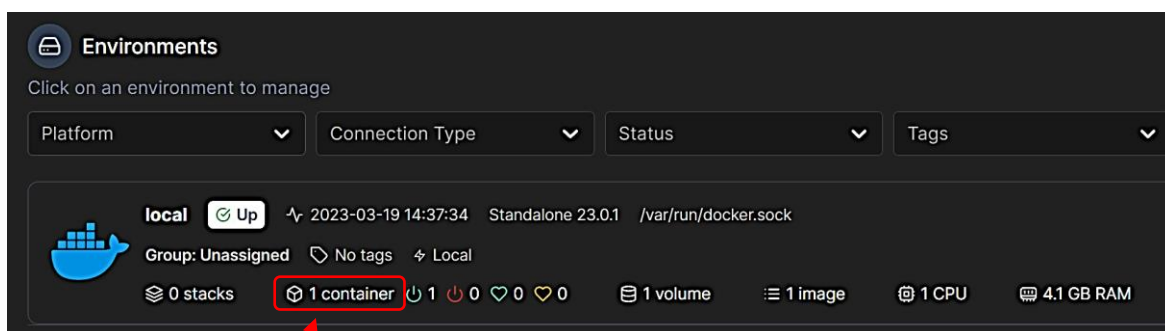 Environments
Click on an environment to manage
Platform Connection Type Status Tags
local Up 2023-03-19 14:37:34 Standalone 23.0.1 /var/run/docker.sock
Group: Unassigned No tags Local
0 stacks 1 container 1 0 0 0 1 volume 1 image 1 CPU 4.1 GB RAM